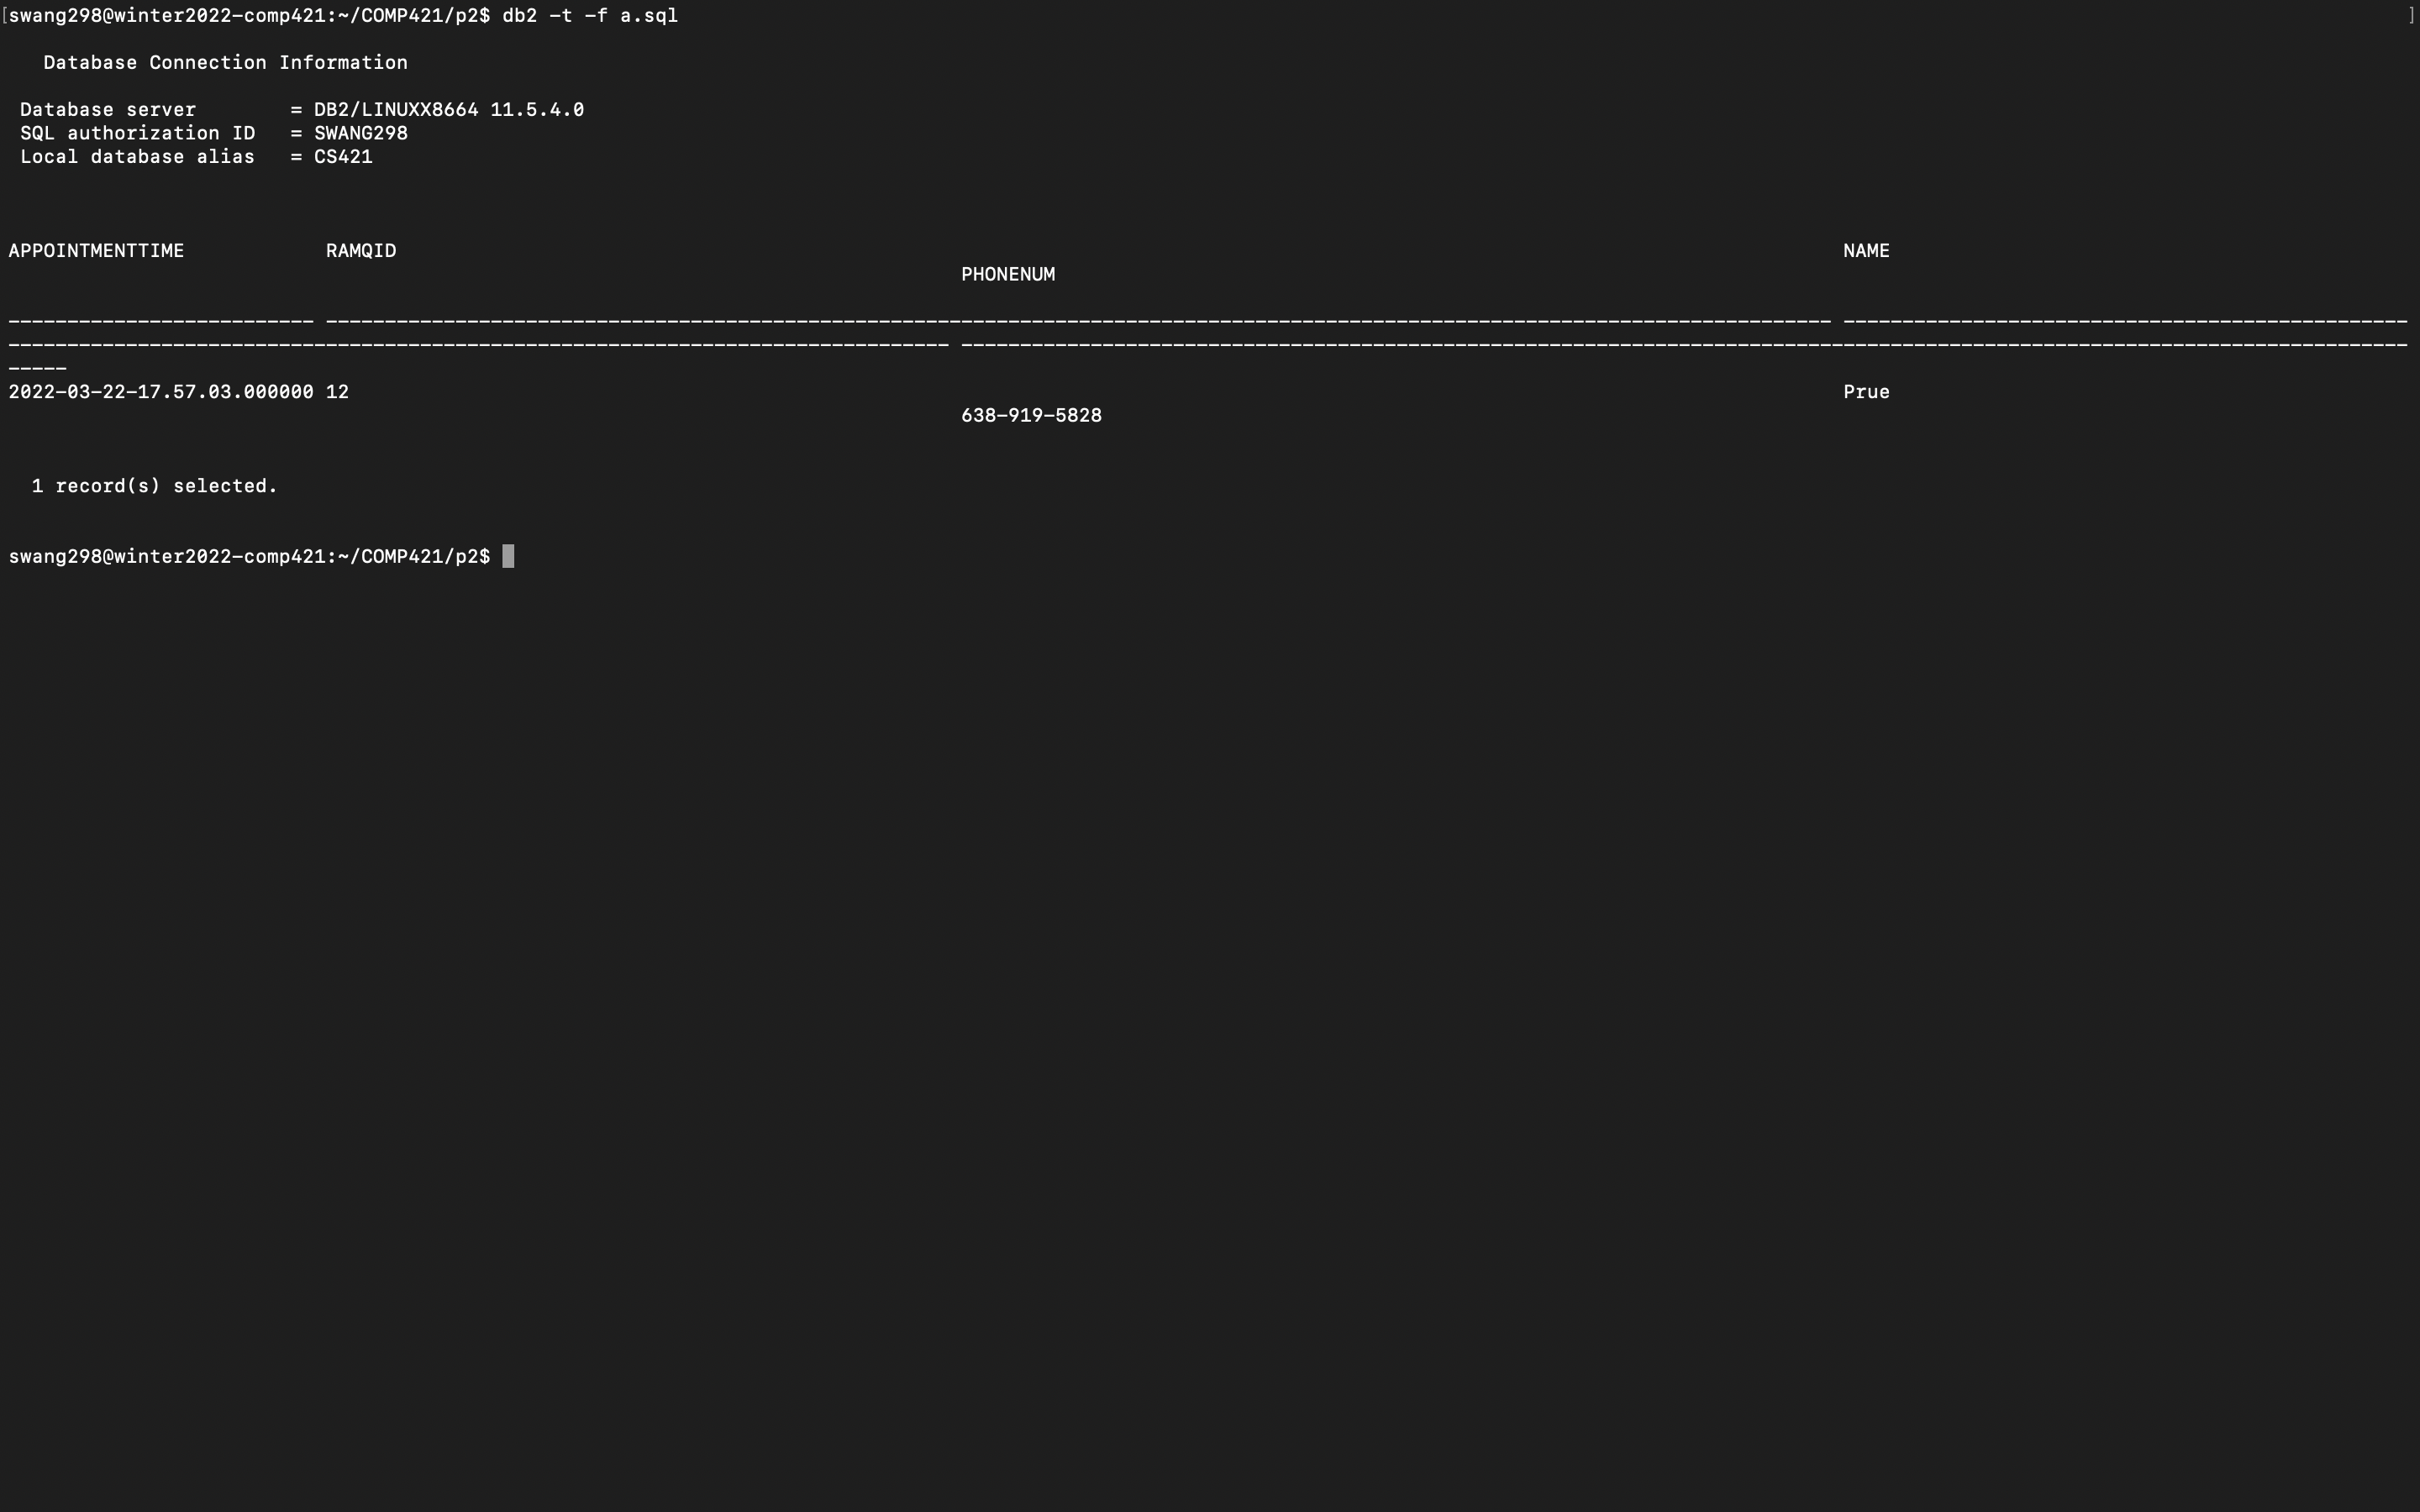 [swang298@winter2022-comp421:~/COMP421/p2$ db2 -t -f a.sql ]
Database Connection Information
Database server = DB2/LINUXX8664 11.5.4.0
SQL authorization ID = SWANG298
Local database alias = CS421
APPOINTMENTTIME RAMQID NAME
PHONENUM
-------------------------- -------------------------------------------------------------------------------------------------------------------------------- ------------------------------------------------
-------------------------------------------------------------------------------- ---------------------------------------------------------------------------------------------------------------------------
-----
2022-03-22-17.57.03.000000 12 Prue
638-919-5828
1 record(s) selected.
swang298@winter2022-comp421:~/COMP421/p2$